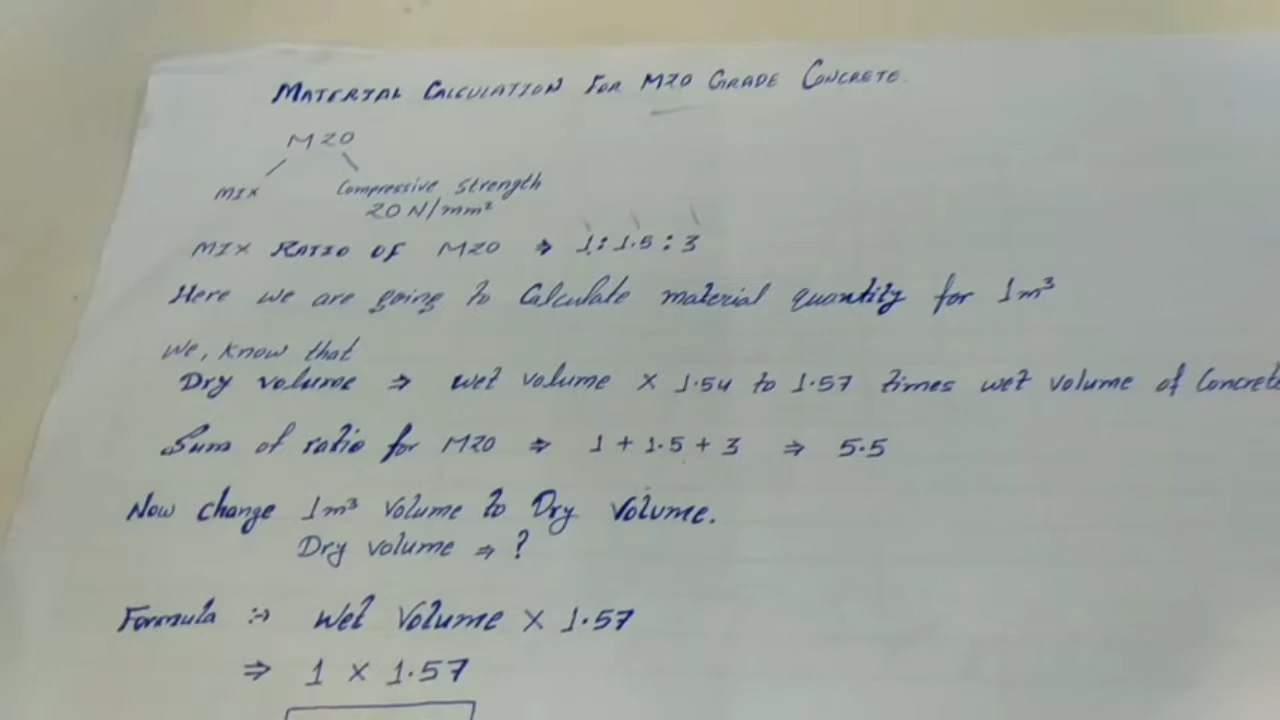 MATERIAL CALCULATION FOR M20 GRADE CONCRETE.
M20
MIX
Compressive Strength
20 N/mm²
MIX RATIO OF M20 ⇒ 1:1.5:3
Here we are going to Calculate material quantity for 1m³
We, Know that
Dry volume ⇒ wet volume × 1.54 to 1.57 times wet volume of Concrete
Sum of ratio for M20 ⇒ 1 + 1.5 + 3 ⇒ 5.5
Now change 1m³ Volume to Dry Volume.
Dry volume ⇒ ?
Formula :→ Wet Volume × 1.57
⇒ 1 × 1.57